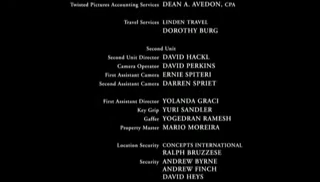 Twisted Pictures Accounting Services DEAN A. AVEDON, CPA
Travel Services LINDEN TRAVEL
DOROTHY BURG
Second Unit
Second Unit Director DAVID HACKL
Camera Operator DAVID PERKINS
First Assistant Camera ERNIE SPITERI
Second Assistant Camera DARREN SPRIET
First Assistant Director YOLANDA GRACI
Key Grip YURI SANDLER
Gaffer YOGEDRAN RAMESH
Property Master MARIO MOREIRA
Location Security CONCEPTS INTERNATIONAL
RALPH BRUZZESE
Security ANDREW BYRNE
ANDREW FINCH
DAVID HEYS